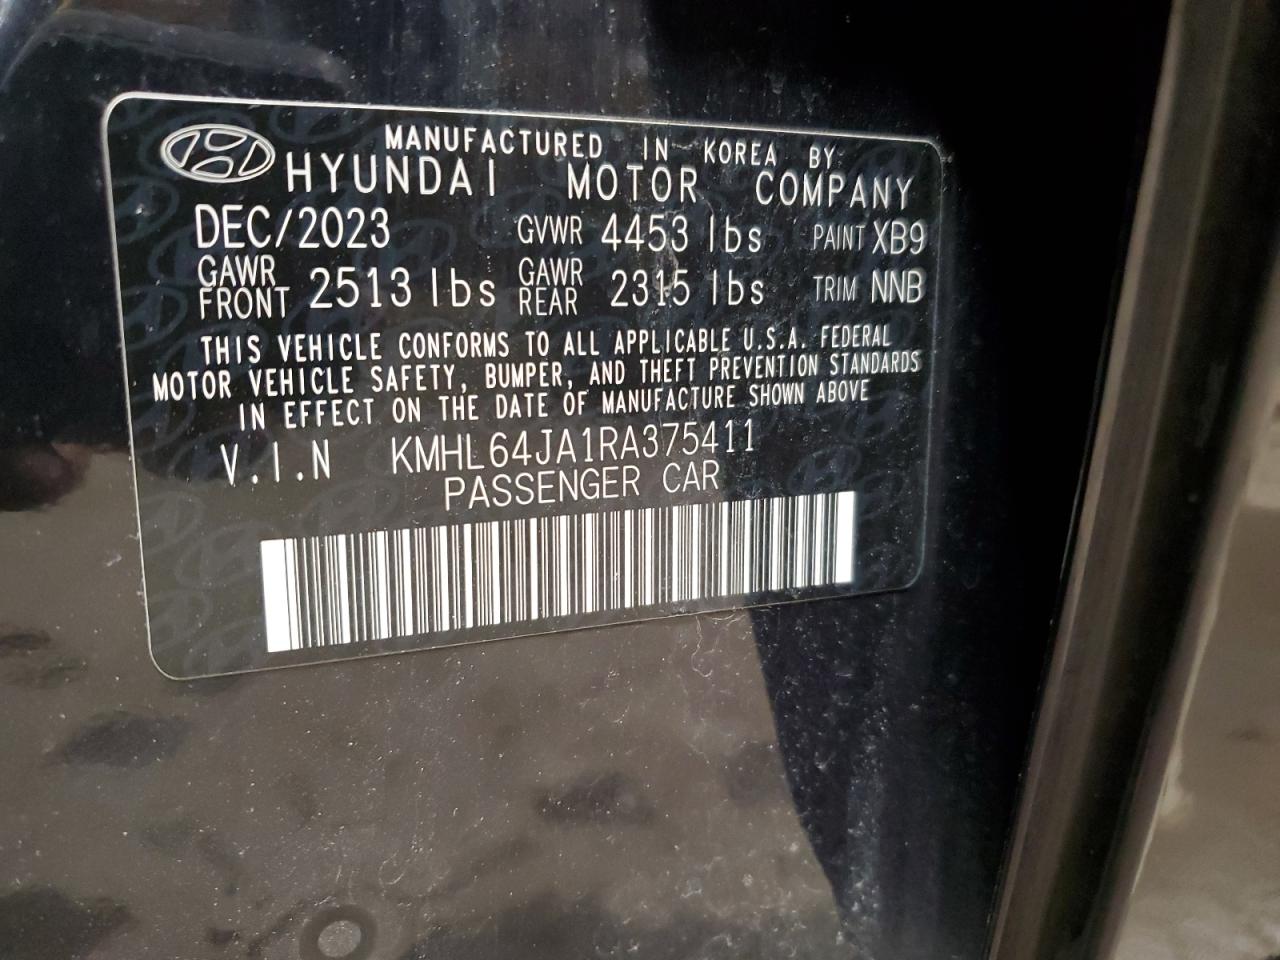 MANUFACTURED IN KOREA BY:
HYUNDAI MOTOR COMPANY
DEC/2023 GVWR 4453 lbs PAINT XB9
GAWR FRONT 2513 lbs GAWR REAR 2315 lbs TRIM NNB
THIS VEHICLE CONFORMS TO ALL APPLICABLE U.S.A. FEDERAL
MOTOR VEHICLE SAFETY, BUMPER, AND THEFT PREVENTION STANDARDS
IN EFFECT ON THE DATE OF MANUFACTURE SHOWN ABOVE
V.I.N KMHL64JA1RA375411
PASSENGER CAR